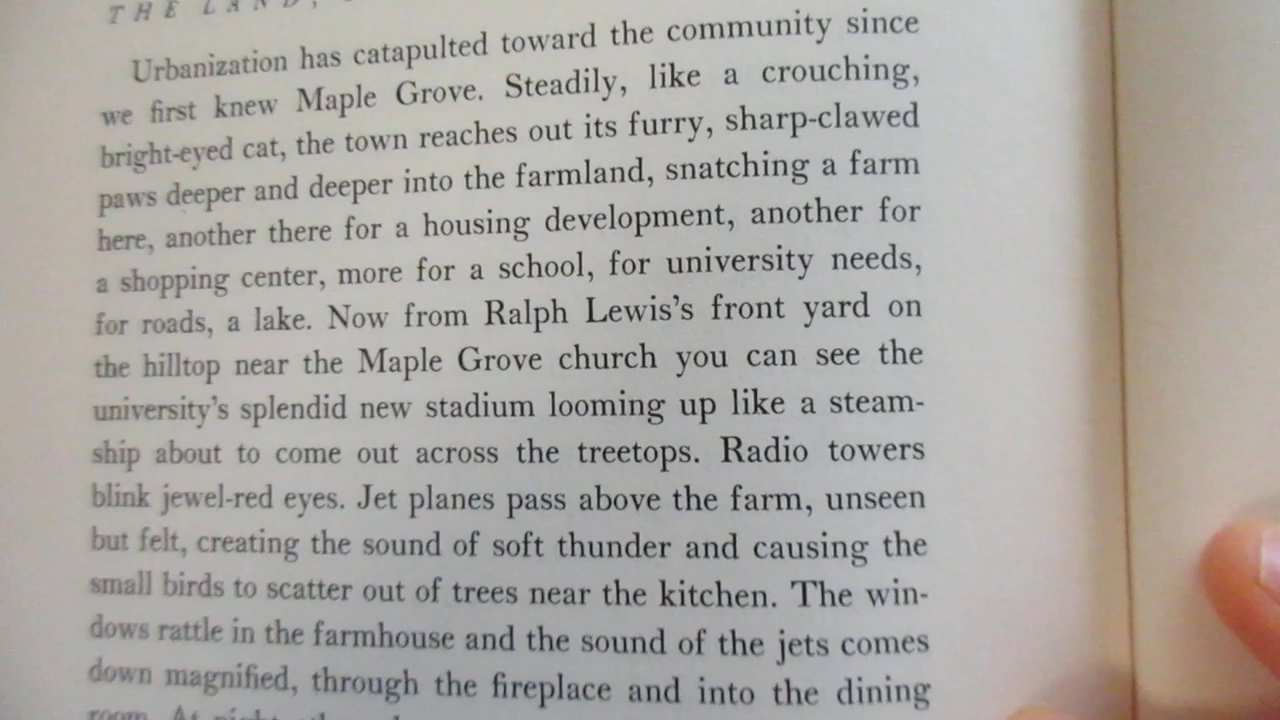 THE LAND,
Urbanization has catapulted toward the community since
we first knew Maple Grove. Steadily, like a crouching,
bright-eyed cat, the town reaches out its furry, sharp-clawed
paws deeper and deeper into the farmland, snatching a farm
here, another there for a housing development, another for
a shopping center, more for a school, for university needs,
for roads, a lake. Now from Ralph Lewis's front yard on
the hilltop near the Maple Grove church you can see the
university's splendid new stadium looming up like a steam-
ship about to come out across the treetops. Radio towers
blink jewel-red eyes. Jet planes pass above the farm, unseen
but felt, creating the sound of soft thunder and causing the
small birds to scatter out of trees near the kitchen. The win-
dows rattle in the farmhouse and the sound of the jets comes
down magnified, through the fireplace and into the dining
room. At night